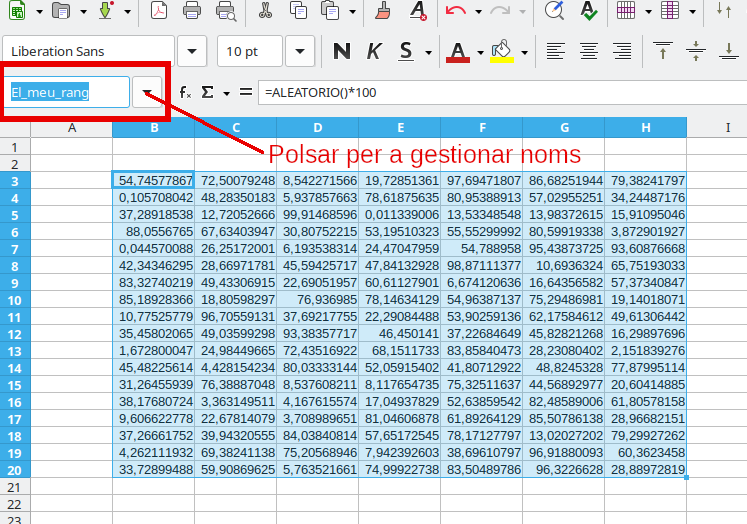 Liberation Sans 10 pt N K S A
El_meu_rang fx Σ = =ALEATORIO()*100
A B C D E F G H I
1
Polsar per a gestionar noms
2
3 54,74577867 72,50079248 8,542271566 19,72851361 97,69471807 86,68251944 79,38241797
4 0,105708042 48,28350183 5,937857663 78,61875635 80,95388913 57,02955251 34,24487176
5 37,28918538 12,72052666 99,91468596 0,011339006 13,53348548 13,98372615 15,91095046
6 88,0556765 67,63403947 30,80752215 53,19510323 55,55299992 80,59919338 3,872901927
7 0,044570088 26,25172001 6,193538314 24,47047959 54,788958 95,43873725 93,60876668
8 42,34346295 28,66971781 45,59425717 47,84132928 98,87111377 10,6936324 65,75193033
9 83,32740219 49,43306915 22,69051957 60,61127901 6,674120636 16,64356582 57,37340847
10 85,18928366 18,80598297 76,936985 78,14634129 54,96387137 75,29486981 19,14018071
11 10,77525779 96,70559131 37,69217755 22,29084488 53,90259136 62,17584612 49,61306442
12 35,45802065 49,03599298 93,38357717 46,450141 37,22684649 45,82821268 16,29897696
13 1,672800047 24,98449665 72,43516922 68,1511733 83,85840473 28,23080402 2,151839276
14 45,48225614 4,428154234 80,03333144 52,05915402 41,80712922 48,8245328 77,87995114
15 31,26455939 76,38887048 8,537608211 8,117654735 75,32511637 44,56892977 20,60414885
16 38,17680724 3,363149511 4,167615574 17,04937829 52,63859542 82,48589006 61,80578158
17 9,606622778 22,67814079 3,708989651 81,04606878 61,89264129 85,50786138 28,96682151
18 37,26661752 39,94320555 84,03840814 57,65172545 78,17127797 13,02027202 79,29927262
19 4,262111932 69,38241138 75,20568946 7,942392603 38,69610797 96,91880093 60,3623458
20 33,72899488 59,90869625 5,763521661 74,99922738 83,50489786 96,3226628 28,88972819
21
22
23